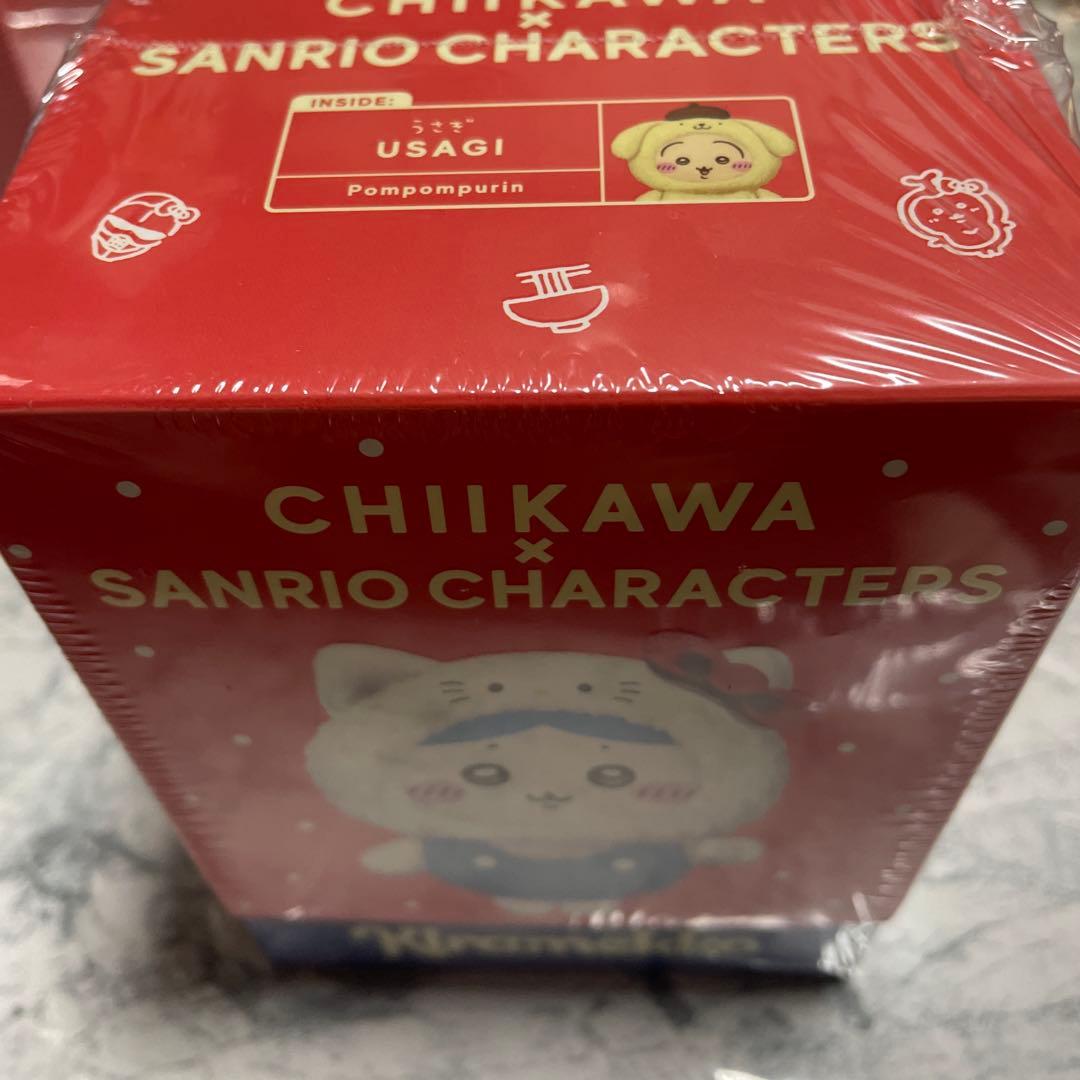 CHIIKAWA
×
SANRIO CHARACTERS
INSIDE:
うさぎ
USAGI
Pompompurin
CHIIKAWA
×
SANRIO CHARACTERS